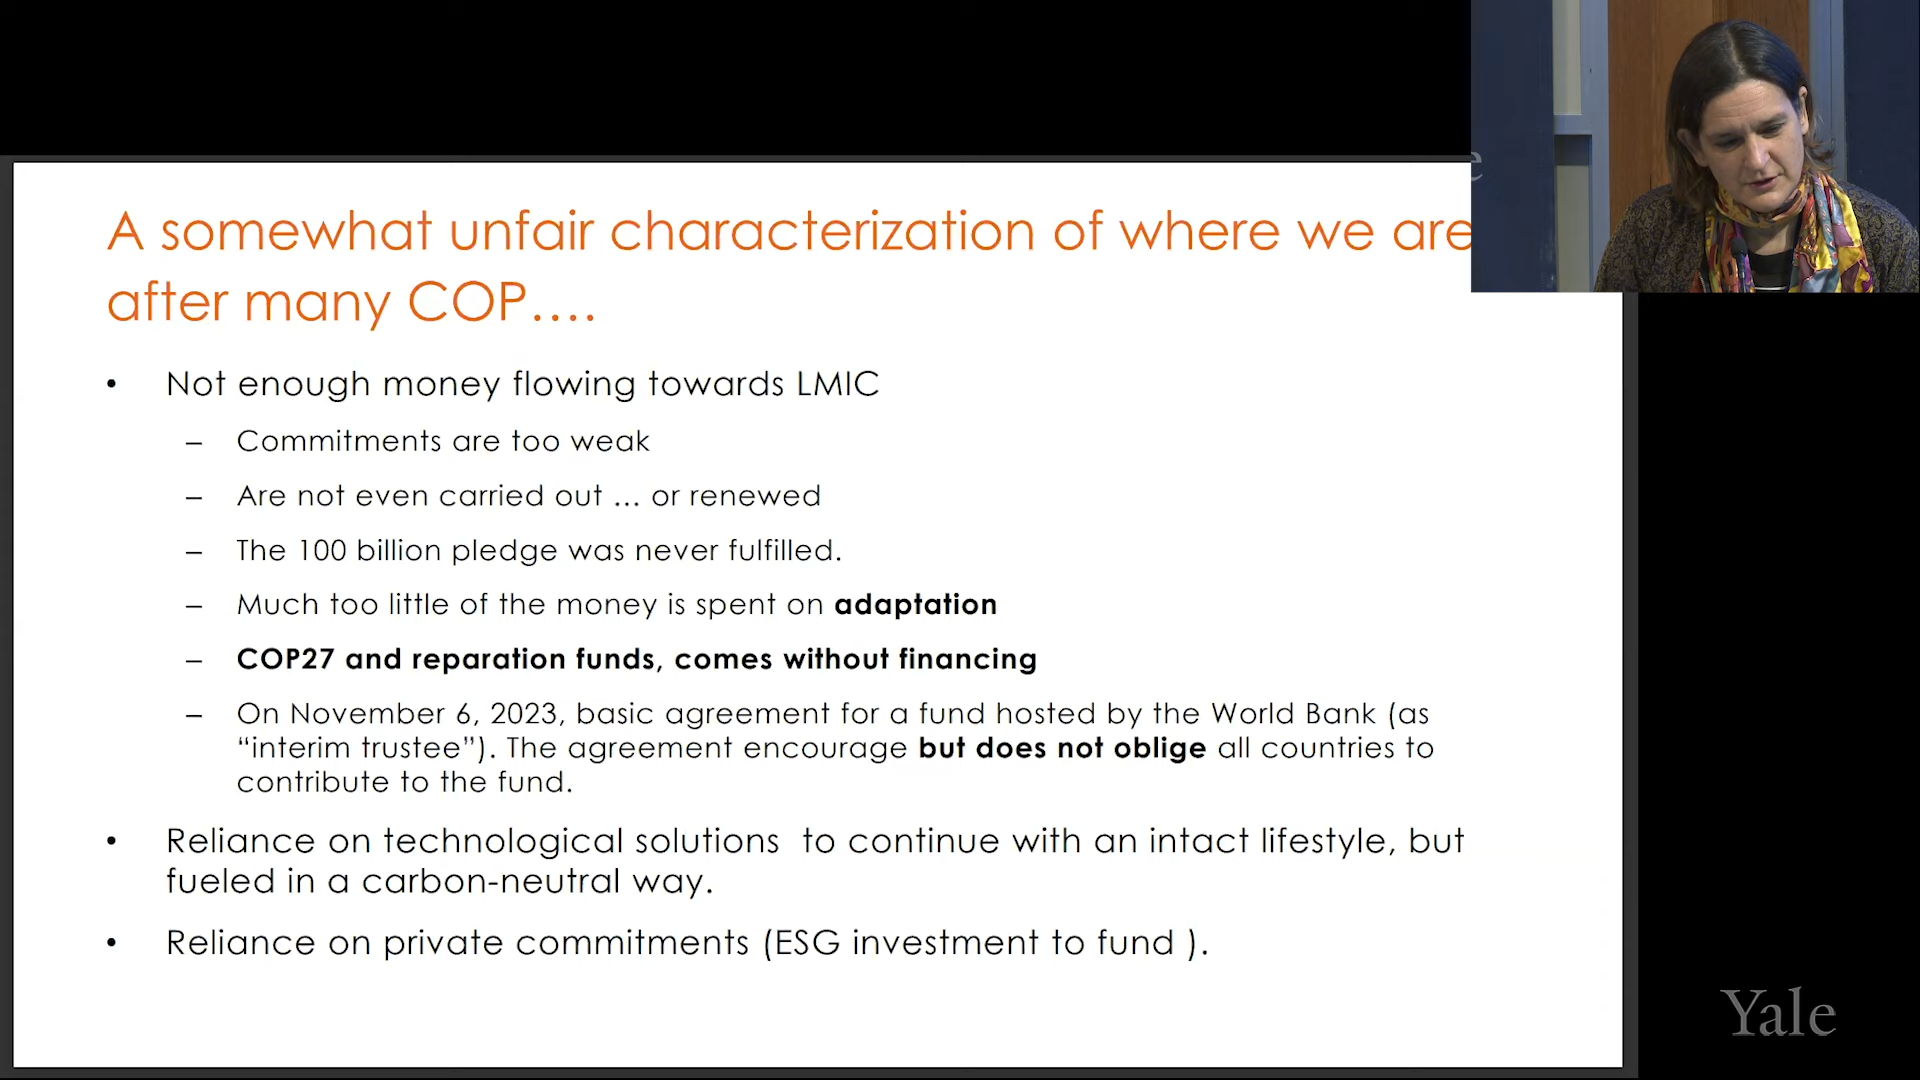 A somewhat unfair characterization of where we are
after many COP....
• Not enough money flowing towards LMIC
– Commitments are too weak
– Are not even carried out ... or renewed
– The 100 billion pledge was never fulfilled.
– Much too little of the money is spent on adaptation
– COP27 and reparation funds, comes without financing
– On November 6, 2023, basic agreement for a fund hosted by the World Bank (as
“interim trustee”). The agreement encourage but does not oblige all countries to
contribute to the fund.
• Reliance on technological solutions  to continue with an intact lifestyle, but
fueled in a carbon-neutral way.
• Reliance on private commitments (ESG investment to fund ).
Yale